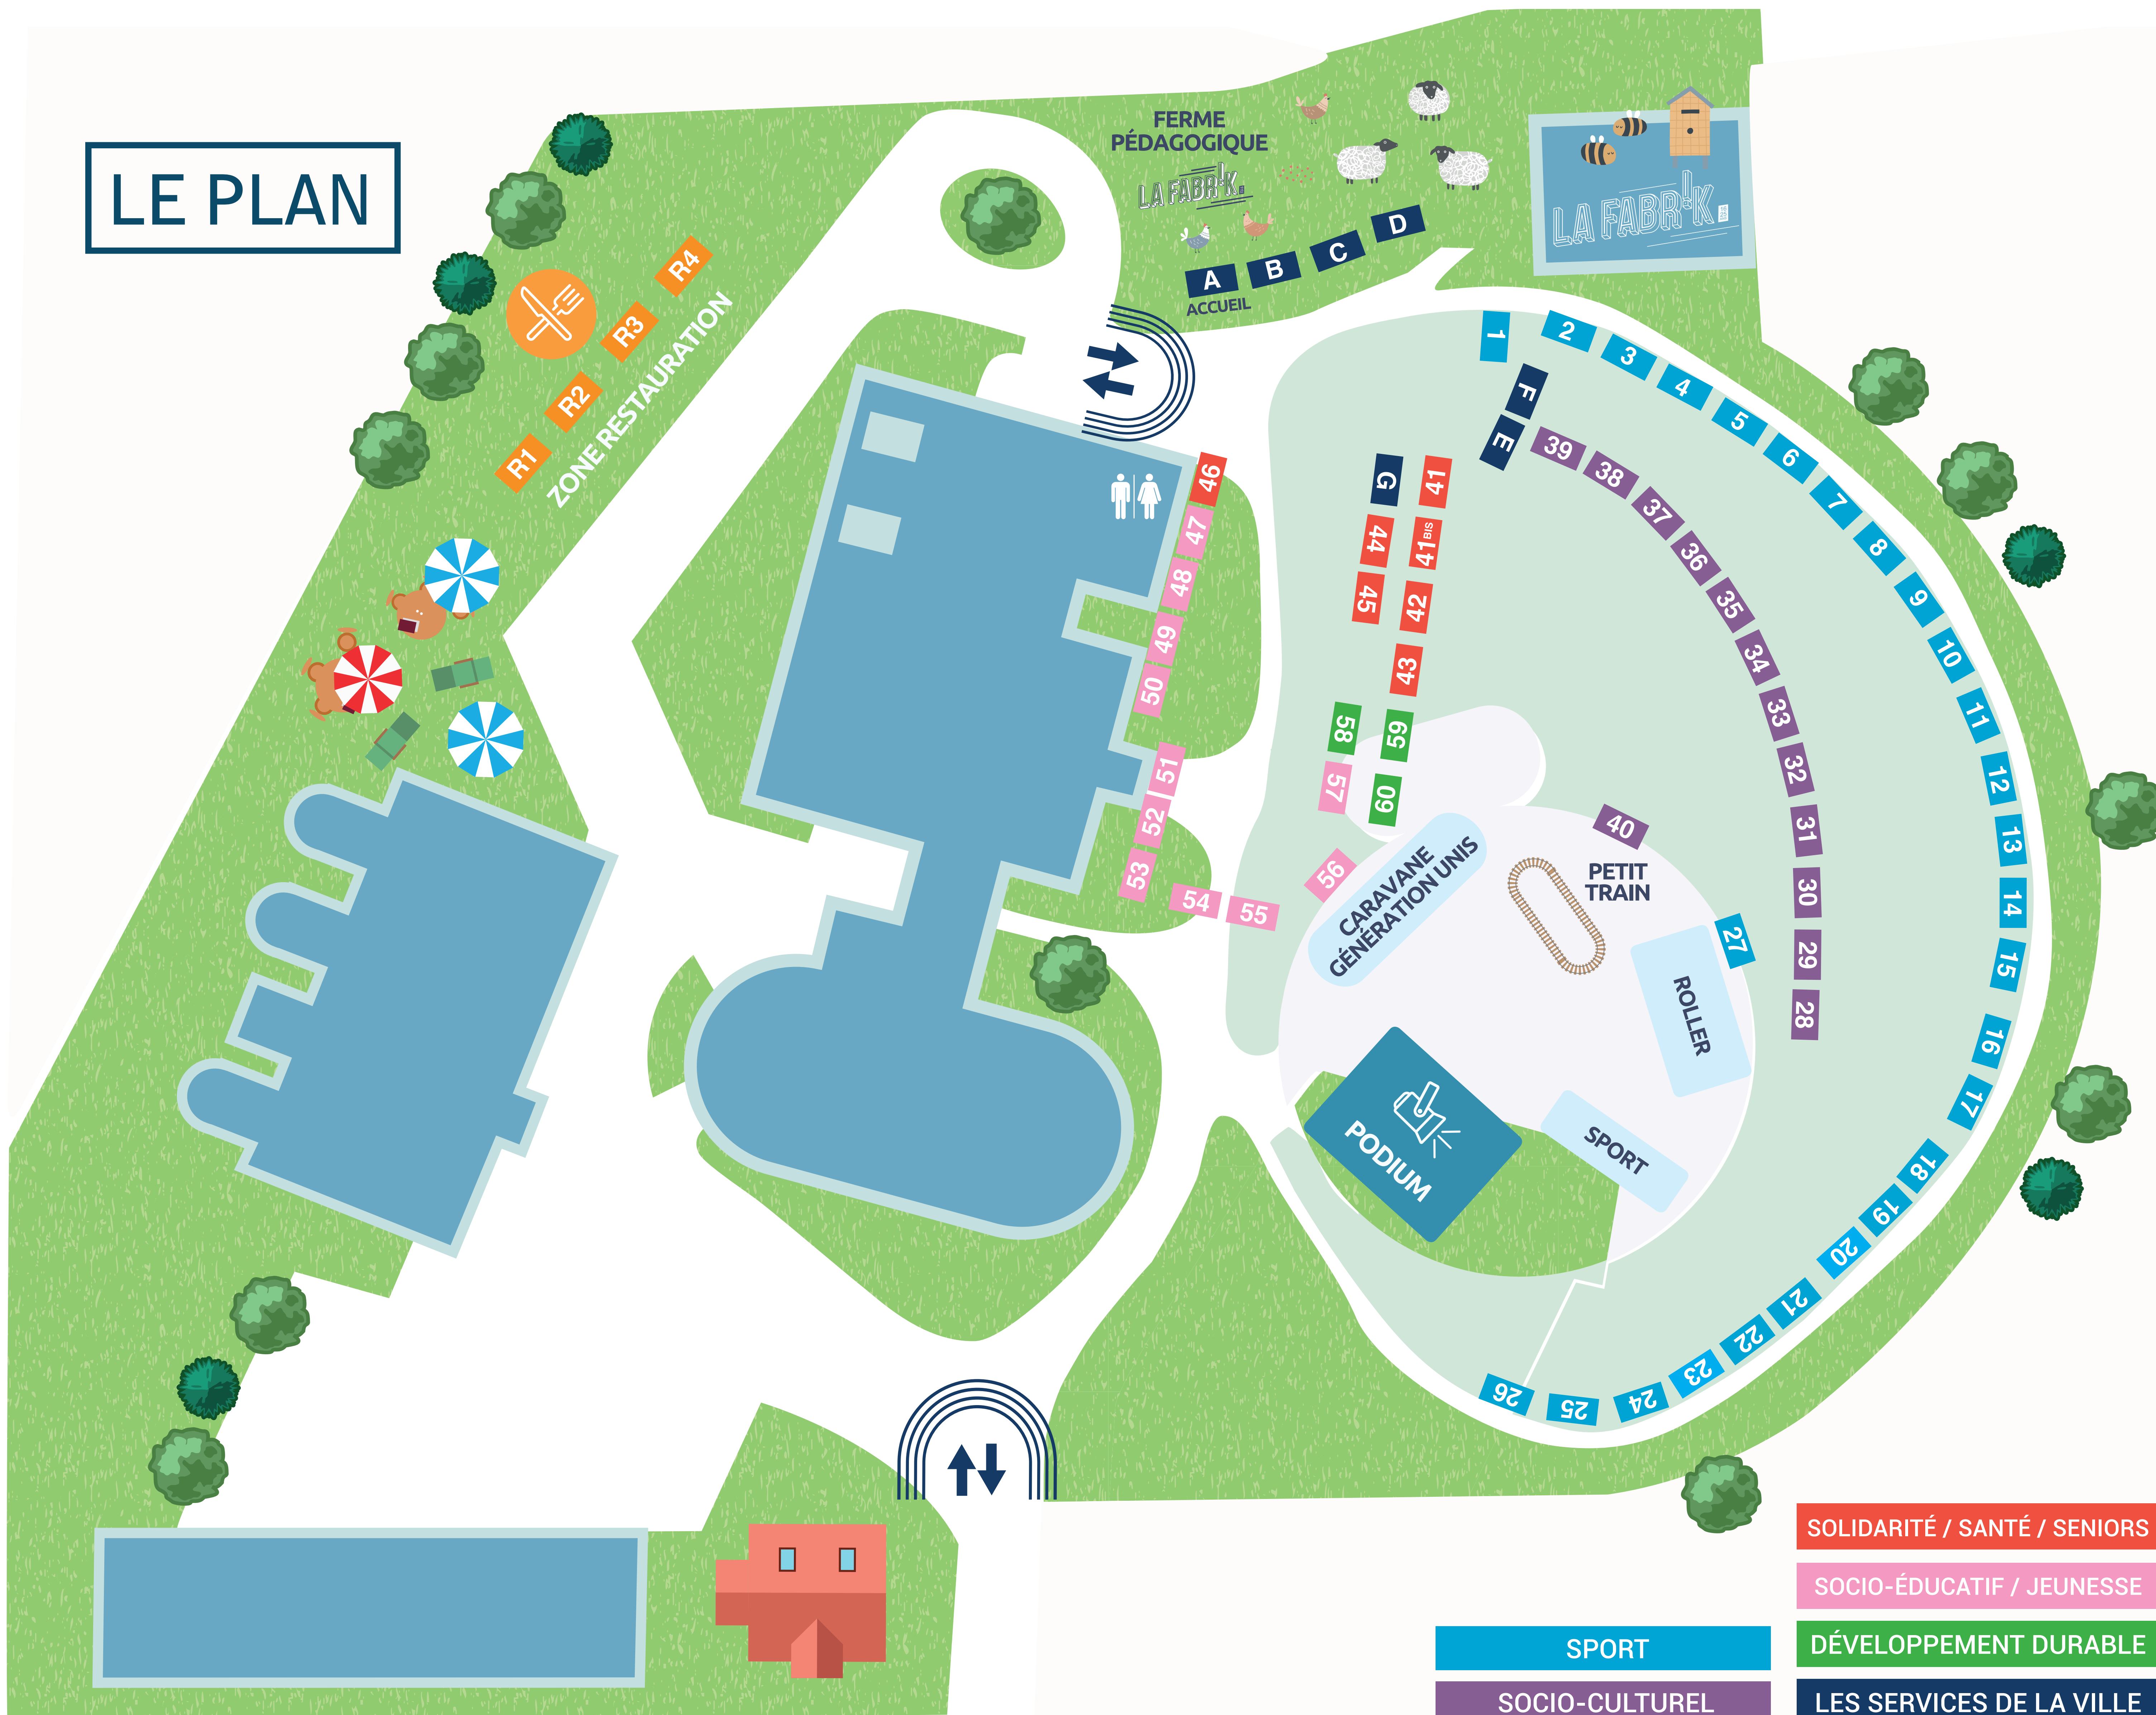 LE PLAN
FERME
PÉDAGOGIQUE
LA FABR!K.
LA FABR!K.
A
B
C
D
ACCUEIL
R4
R3
R2
R1
ZONE RESTAURATION
1
2
3
4
5
6
7
8
9
10
11
12
13
14
15
16
17
18
19
20
21
22
23
24
25
26
F
E
39
38
37
36
35
34
33
32
31
30
29
28
27
40
G
41
44
41 BIS
45
42
43
58
59
57
60
56
46
47
48
49
50
51
52
53
54
55
CARAVANE
GÉNÉRATION UNIS
PETIT
TRAIN
ROLLER
SPORT
PODIUM
SOLIDARITÉ / SANTÉ / SENIORS
SOCIO-ÉDUCATIF / JEUNESSE
SPORT
DÉVELOPPEMENT DURABLE
SOCIO-CULTUREL
LES SERVICES DE LA VILLE